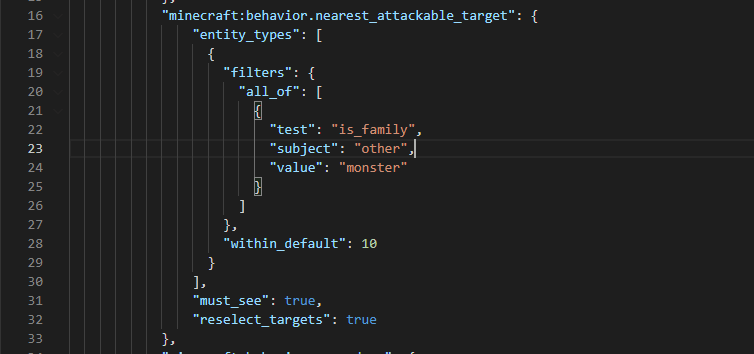 16 "minecraft:behavior.nearest_attackable_target": {
17 "entity_types": [
18 {
19 "filters": {
20 "all_of": [
21 {
22 "test": "is_family",
23 "subject": "other",
24 "value": "monster"
25 }
26 ]
27 },
28 "within_default": 10
29 }
30 ],
31 "must_see": true,
32 "reselect_targets": true
33 },